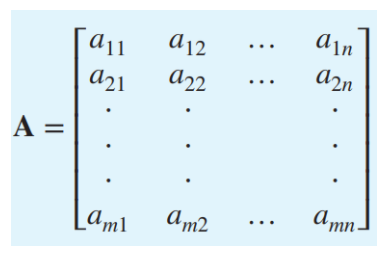 a₁₁ a₁₂ … a₁ₙ
a₂₁ a₂₂ … a₂ₙ
. . .
A = . . .
. . .
aₘ₁ aₘ₂ … aₘₙ.